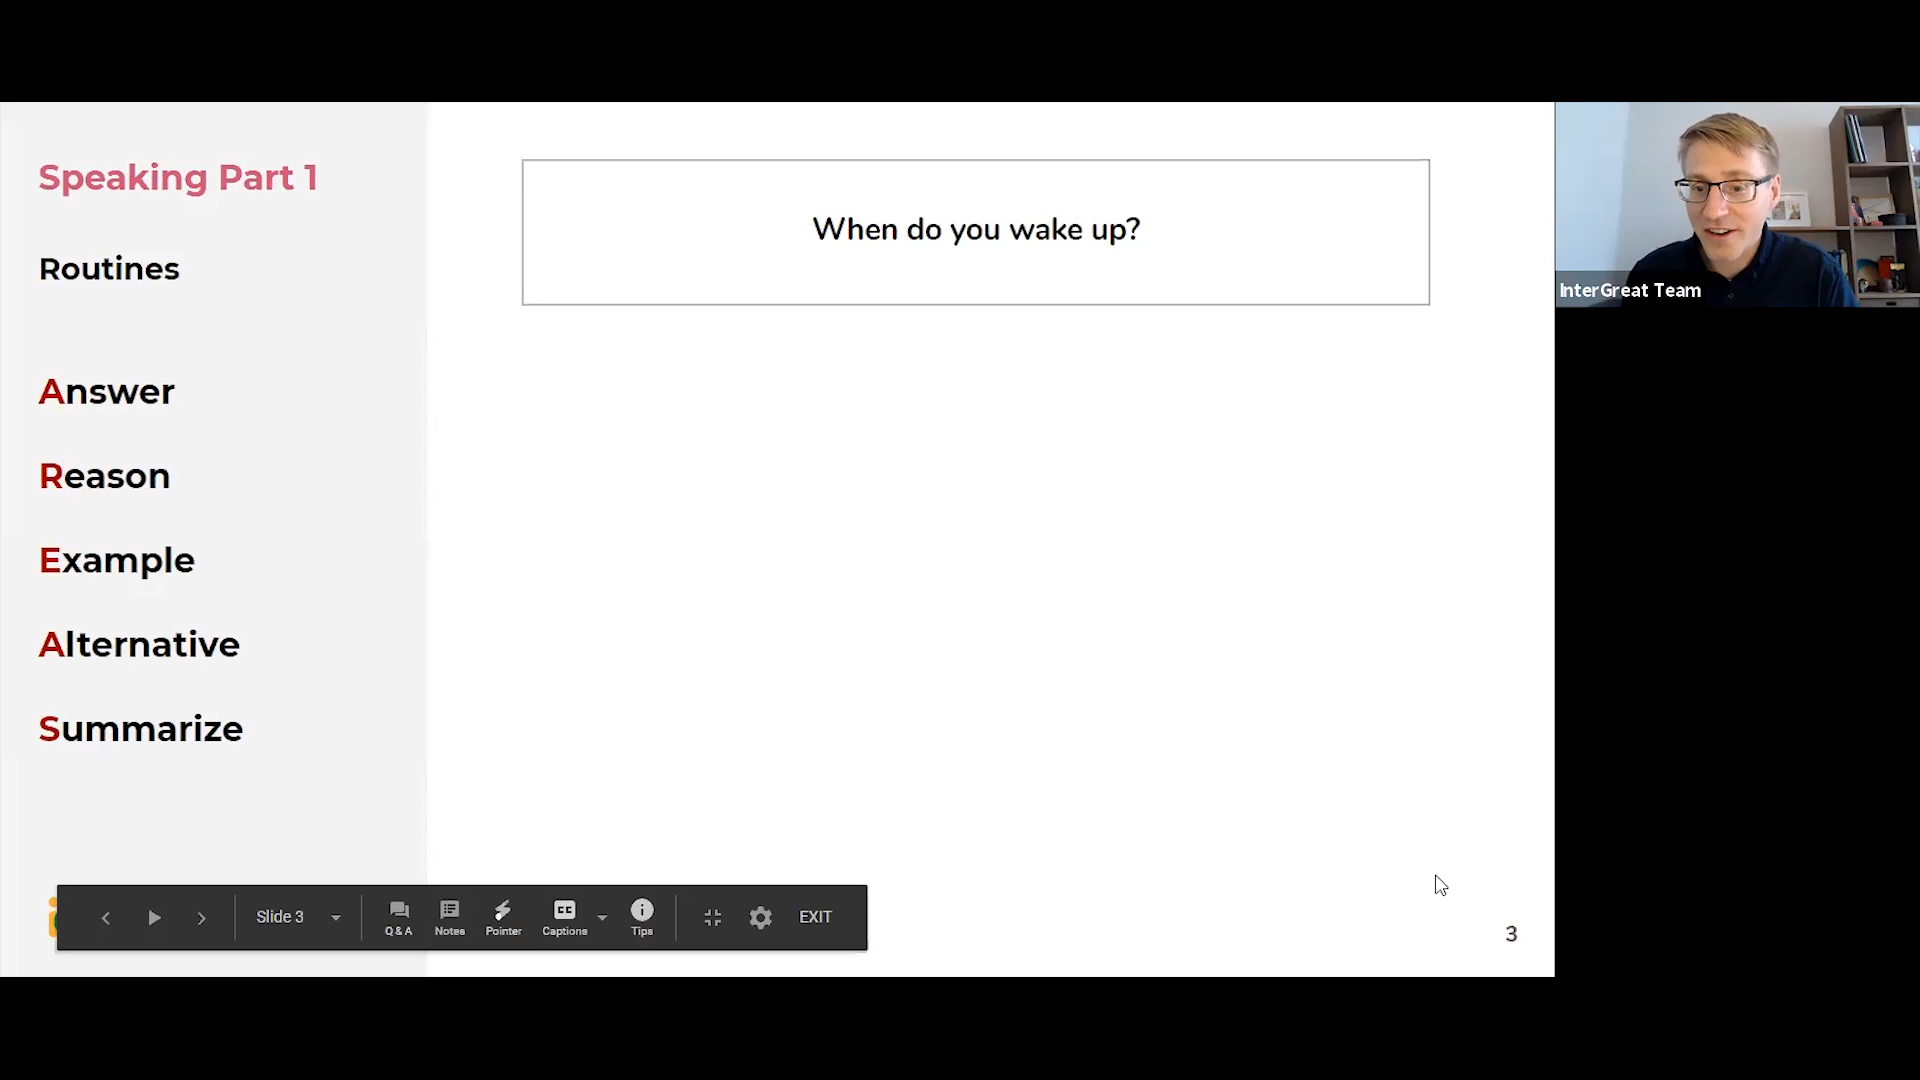 Speaking Part 1
Routines
Answer
Reason
Example
Alternative
Summarize
When do you wake up?
InterGreat Team
Slide 3
Q&A
Notes
Pointer
CC
Captions
Tips
EXIT
3